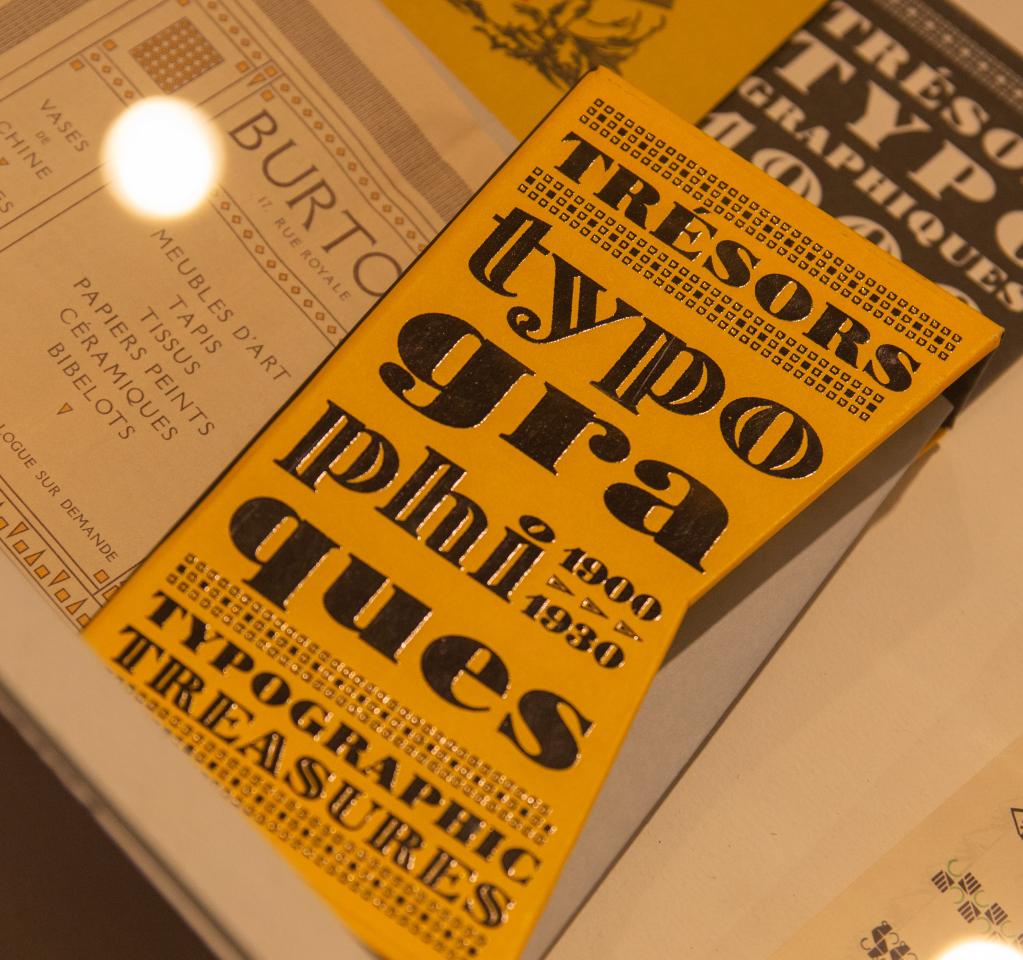 VASES
DE
CHINE
BURTO
17, RUE ROYALE
MEUBLES D'ART
TAPIS
TISSUS
PAPIERS PEINTS
CÉRAMIQUES
BIBELOTS
LOGUE SUR DEMANDE
TRÉSORS
typo
gra
phi
1900
1930
ques
TYPOGRAPHIC
TREASURES
TRÉSO
TYPO
GRAPHIQUES